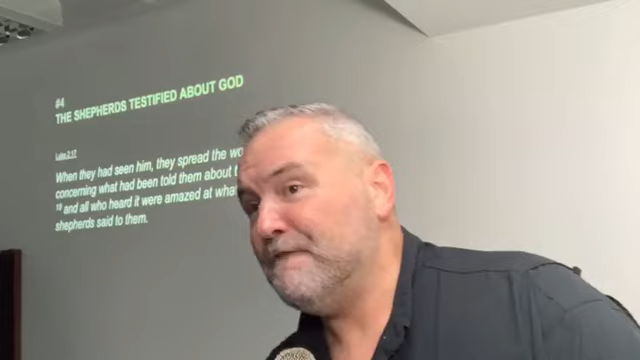 #4
THE SHEPHERDS TESTIFIED ABOUT GOD
Luke 2:17
When they had seen him, they spread the
concerning what had been told them about
18 and all who heard it were amazed at
shepherds said to them.